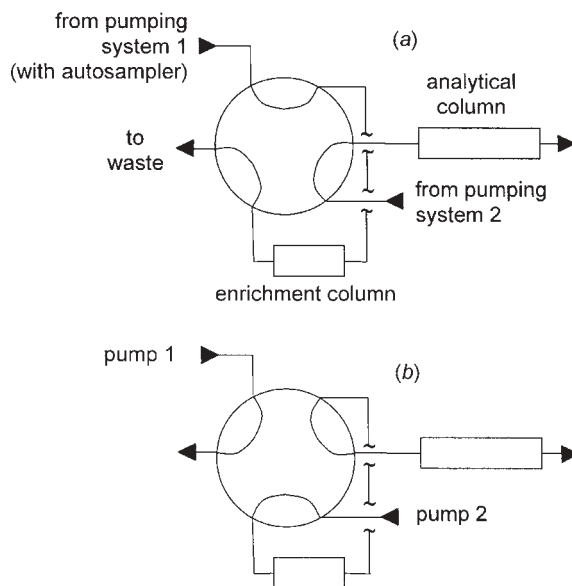 from pumping
system 1
(with autosampler)
(a)
analytical
column
to
waste
from pumping
system 2
enrichment column
pump 1
(b)
pump 2